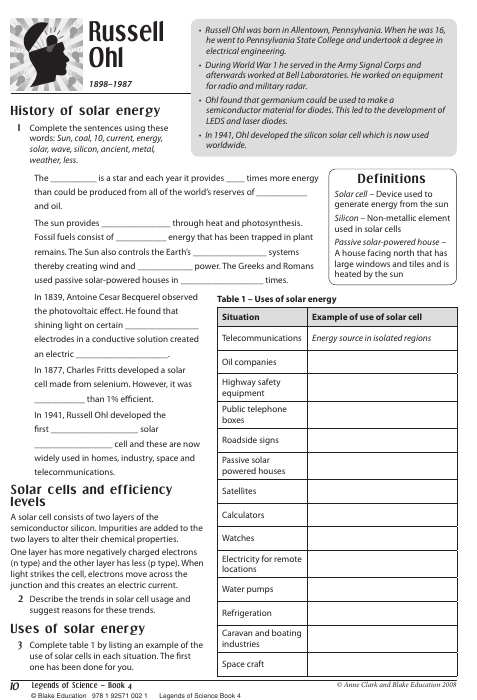 Russell
Ohl
1898–1987
• Russell Ohl was born in Allentown, Pennsylvania. When he was 16,
he went to Pennsylvania State College and undertook a degree in
electrical engineering.
• During World War 1 he served in the Army Signal Corps and
afterwards worked at Bell Laboratories. He worked on equipment
for radio and military radar.
• Ohl found that germanium could be used to make a
semiconductor material for diodes. This led to the development of
LEDS and laser diodes.
• In 1941, Ohl developed the silicon solar cell which is now used
worldwide.
History of solar energy
1 Complete the sentences using these
words: Sun, coal, 10, current, energy,
solar, wave, silicon, ancient, metal,
weather, less.
The __________ is a star and each year it provides ____ times more energy
than could be produced from all of the world's reserves of ___________
and oil.
The sun provides _______________ through heat and photosynthesis.
Fossil fuels consist of ___________ energy that has been trapped in plant
remains. The Sun also controls the Earth's ________________ systems
thereby creating wind and ____________ power. The Greeks and Romans
used passive solar-powered houses in ____________ times.
Definitions
Solar cell – Device used to
generate energy from the sun
Silicon – Non-metallic element
used in solar cells
Passive solar-powered house –
A house facing north that has
large windows and tiles and is
heated by the sun
In 1839, Antoine Cesar Becquerel observed
the photovoltaic effect. He found that
shining light on certain ________________
electrodes in a conductive solution created
an electric ____________________.
In 1877, Charles Fritts developed a solar
cell made from selenium. However, it was
___________ than 1% efficient.
In 1941, Russell Ohl developed the
first ___________________ solar
_________________ cell and these are now
widely used in homes, industry, space and
telecommunications.
Solar cells and efficiency
levels
A solar cell consists of two layers of the
semiconductor silicon. Impurities are added to the
two layers to alter their chemical properties.
One layer has more negatively charged electrons
(n type) and the other layer has less (p type). When
light strikes the cell, electrons move across the
junction and this creates an electric current.
2 Describe the trends in solar cell usage and
suggest reasons for these trends.
Uses of solar energy
3 Complete table 1 by listing an example of the
use of solar cells in each situation. The first
one has been done for you.
Table 1 – Uses of solar energy
Situation Example of use of solar cell
Telecommunications Energy source in isolated regions
Oil companies
Highway safety
equipment
Public telephone
boxes
Roadside signs
Passive solar
powered houses
Satellites
Calculators
Watches
Electricity for remote
locations
Water pumps
Refrigeration
Caravan and boating
industries
Space craft
10 Legends of Science – Book 4
© Anne Clark and Blake Education 2008
© Blake Education 978 1 92571 002 1 Legends of Science Book 4